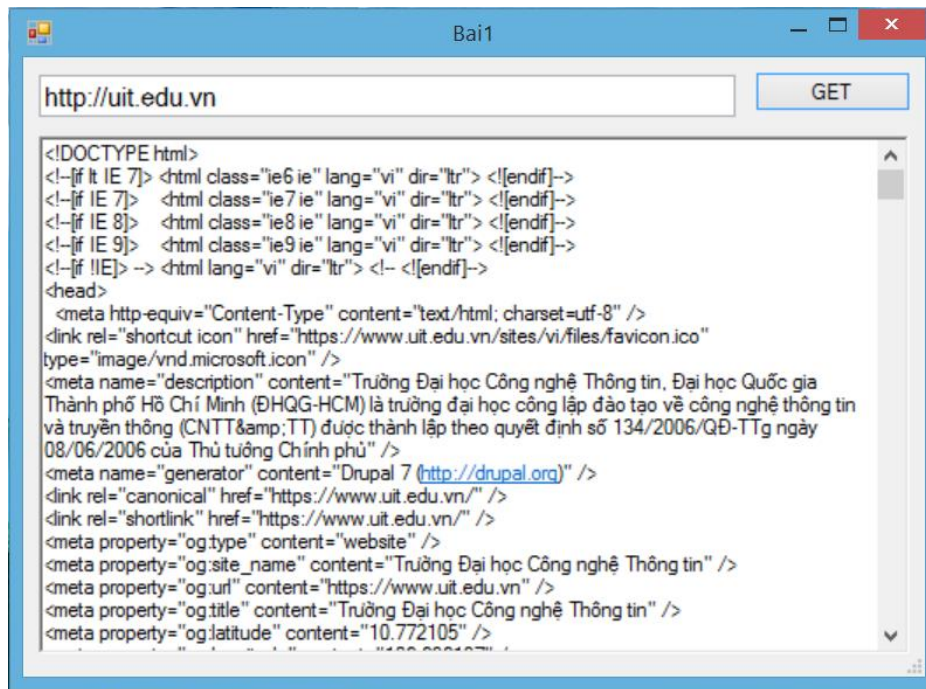 Bai1
http://uit.edu.vn
GET
<!DOCTYPE html>
<!--[if lt IE 7]> <html class="ie6 ie" lang="vi" dir="ltr"> <![endif]-->
<!--[if IE 7]>    <html class="ie7 ie" lang="vi" dir="ltr"> <![endif]-->
<!--[if IE 8]>    <html class="ie8 ie" lang="vi" dir="ltr"> <![endif]-->
<!--[if IE 9]>    <html class="ie9 ie" lang="vi" dir="ltr"> <![endif]-->
<!--[if !IE]> --> <html lang="vi" dir="ltr"> <!-- <![endif]-->
<head>
  <meta http-equiv="Content-Type" content="text/html; charset=utf-8" />
<link rel="shortcut icon" href="https://www.uit.edu.vn/sites/vi/files/favicon.ico"
type="image/vnd.microsoft.icon" />
<meta name="description" content="Trường Đại học Công nghệ Thông tin, Đại học Quốc gia
Thành phố Hồ Chí Minh (ĐHQG-HCM) là trường đại học công lập đào tạo về công nghệ thông tin
và truyền thông (CNTT&amp;TT) được thành lập theo quyết định số 134/2006/QĐ-TTg ngày
08/06/2006 của Thủ tướng Chính phủ" />
<meta name="generator" content="Drupal 7 (http://drupal.org)" />
<link rel="canonical" href="https://www.uit.edu.vn/" />
<link rel="shortlink" href="https://www.uit.edu.vn/" />
<meta property="og:type" content="website" />
<meta property="og:site_name" content="Trường Đại học Công nghệ Thông tin" />
<meta property="og:url" content="https://www.uit.edu.vn" />
<meta property="og:title" content="Trường Đại học Công nghệ Thông tin" />
<meta property="og:latitude" content="10.772105" />